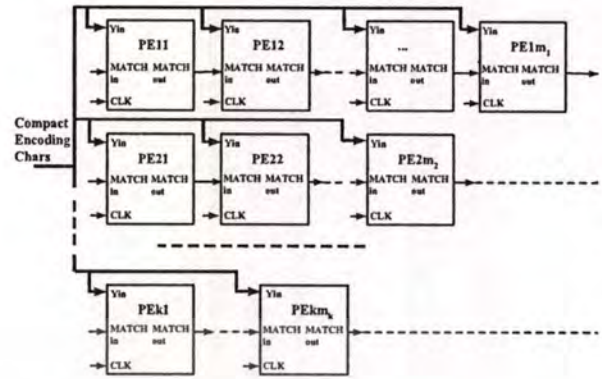 Yin
PE11
MATCH MATCH
in out
CLK
Yin
PE12
MATCH MATCH
in out
CLK
Yin
...
MATCH MATCH
in out
CLK
Yin
PE1m1
MATCH MATCH
in out
CLK
Compact
Encoding
Chars
Yin
PE21
MATCH MATCH
in out
CLK
Yin
PE22
MATCH MATCH
in out
CLK
Yin
PE2m2
MATCH MATCH
in out
CLK
Yin
PEk1
MATCH MATCH
in out
CLK
Yin
PEkmk
MATCH MATCH
in out
CLK